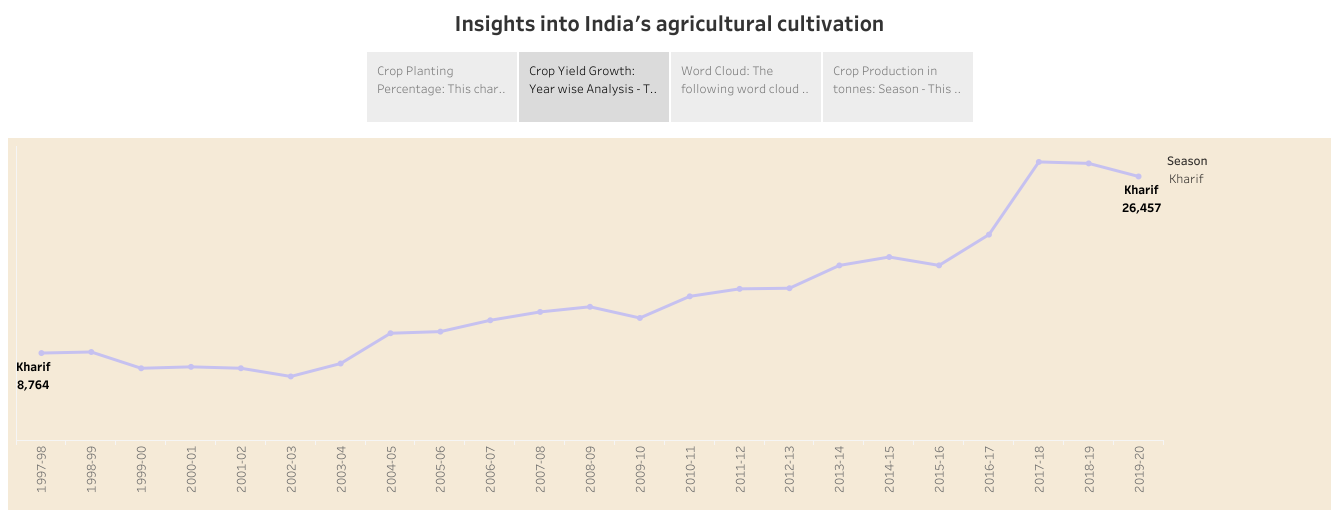 Insights into India’s agricultural cultivation
Crop Planting
Percentage: This char..
Crop Yield Growth:
Year wise Analysis - T..
Word Cloud: The
following word cloud ..
Crop Production in
tonnes: Season - This ..
Season
Kharif
Kharif
26,457
Kharif
8,764
1997-98
1998-99
1999-00
2000-01
2001-02
2002-03
2003-04
2004-05
2005-06
2006-07
2007-08
2008-09
2009-10
2010-11
2011-12
2012-13
2013-14
2014-15
2015-16
2016-17
2017-18
2018-19
2019-20